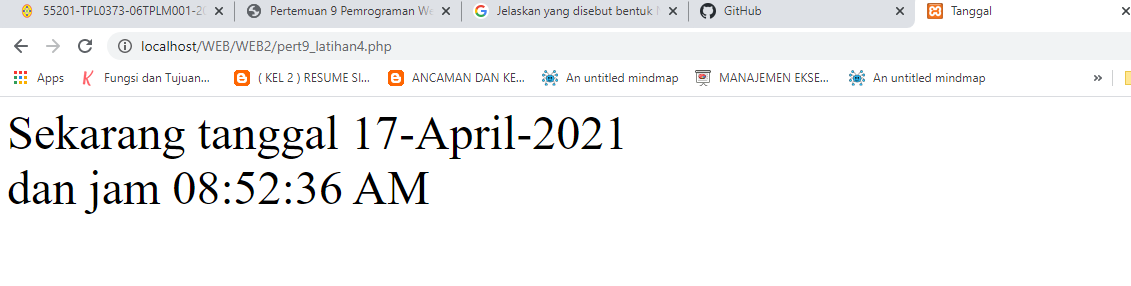 55201-TPL0373-06TPLM001-20
Pertemuan 9 Pemrograman We
Jelaskan yang disebut bentuk
GitHub
Tanggal
localhost/WEB/WEB2/pert9_latihan4.php
Apps
Fungsi dan Tujuan...
( KEL 2 ) RESUME SI...
ANCAMAN DAN KE...
An untitled mindmap
MANAJEMEN EKSE...
An untitled mindmap
»
Sekarang tanggal 17-April-2021
dan jam 08:52:36 AM